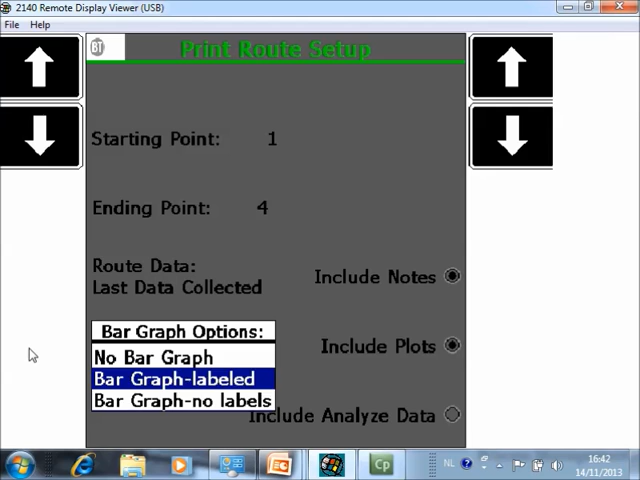 2140 Remote Display Viewer (USB)
File Help
BT
Print Route Setup
Starting Point: 1
Ending Point: 4
Route Data:
Last Data Collected
Include Notes
Bar Graph Options:
Include Plots
No Bar Graph
Bar Graph-labeled
Bar Graph-no labels
Include Analyze Data
Cp
NL
16:42
14/11/2013